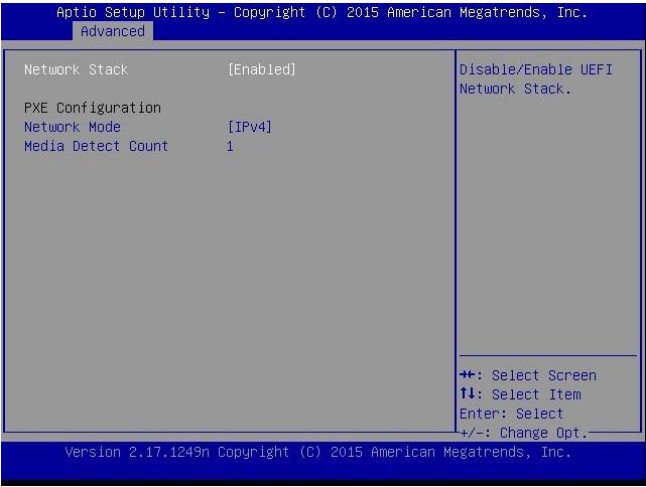 Aptio Setup Utility – Copyright (C) 2015 American Megatrends, Inc.
Advanced
Network Stack [Enabled]
PXE Configuration
Network Mode [IPv4]
Media Detect Count 1
Disable/Enable UEFI
Network Stack.
→←: Select Screen
↑↓: Select Item
Enter: Select
+/-: Change Opt.
Version 2.17.1249n Copyright (C) 2015 American Megatrends, Inc.